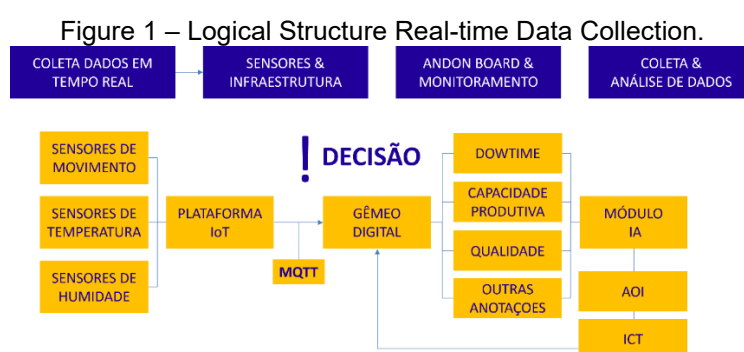 Figure 1 – Logical Structure Real-time Data Collection.
COLETA DADOS EM
TEMPO REAL
SENSORES &
INFRAESTRUTURA
ANDON BOARD &
MONITORAMENTO
COLETA &
ANÁLISE DE DADOS
! DECISÃO
SENSORES DE
MOVIMENTO
SENSORES DE
TEMPERATURA
SENSORES DE
HUMIDADE
PLATAFORMA
IoT
MQTT
GÊMEO
DIGITAL
DOWTIME
CAPACIDADE
PRODUTIVA
QUALIDADE
OUTRAS
ANOTAÇOES
MÓDULO
IA
AOI
ICT